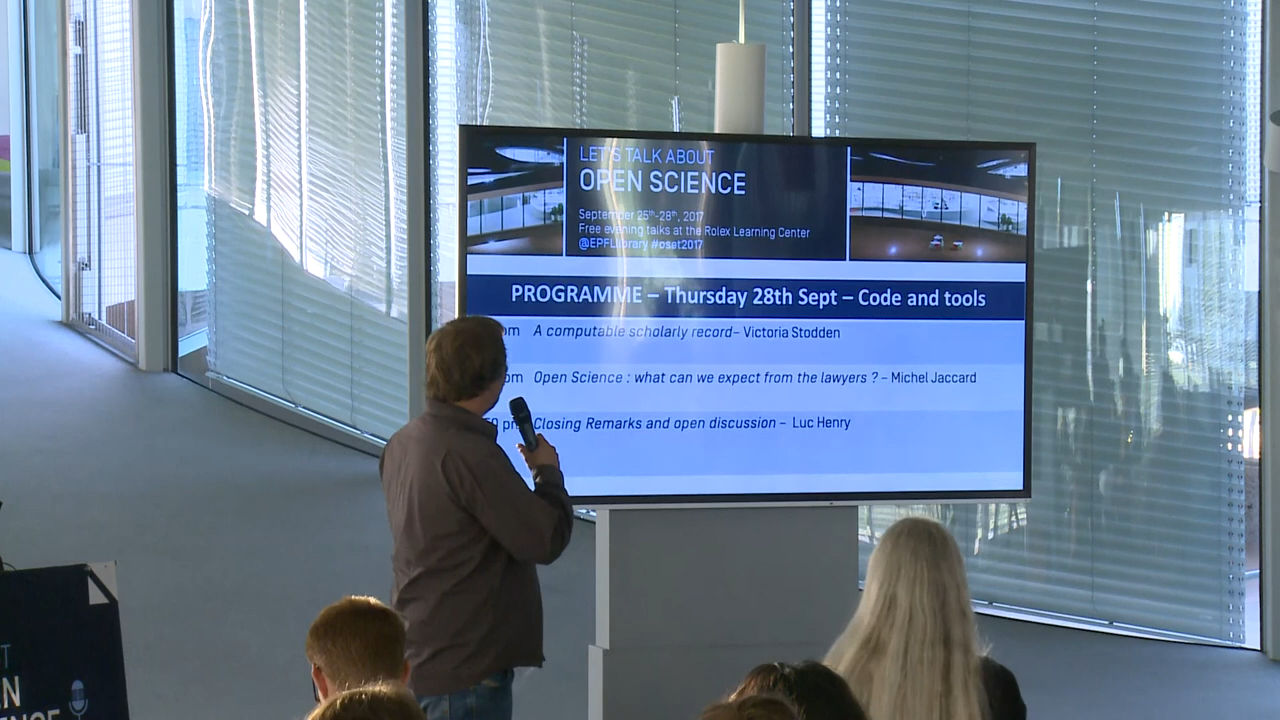 LET'S TALK ABOUT
OPEN SCIENCE
September 25th-28th, 2017
Free evening talks at the Rolex Learning Center
@EPFLlibrary #oset2017
PROGRAMME – Thursday 28th Sept – Code and tools
pm A computable scholarly record– Victoria Stodden
pm Open Science : what can we expect from the lawyers ? – Michel Jaccard
Closing Remarks and open discussion – Luc Henry